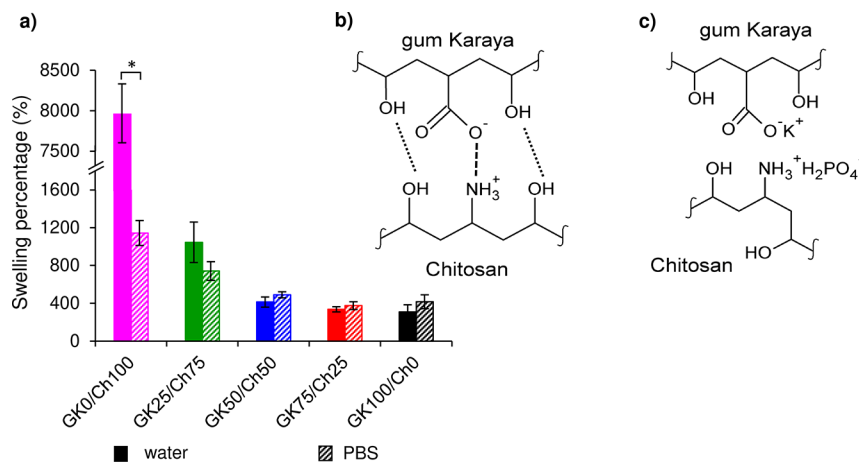 a)
*
8500
8000
7500
1600
1200
800
400
0
Swelling percentage (%)
GK0/Ch100
GK25/Ch75
GK50/Ch50
GK75/Ch25
GK100/Ch0
water
PBS
b)
gum Karaya
OH
OH
O
O-
OH
NH3+
OH
Chitosan
c)
gum Karaya
OH
OH
O
O-K+
OH
NH3+H2PO4-
HO
Chitosan